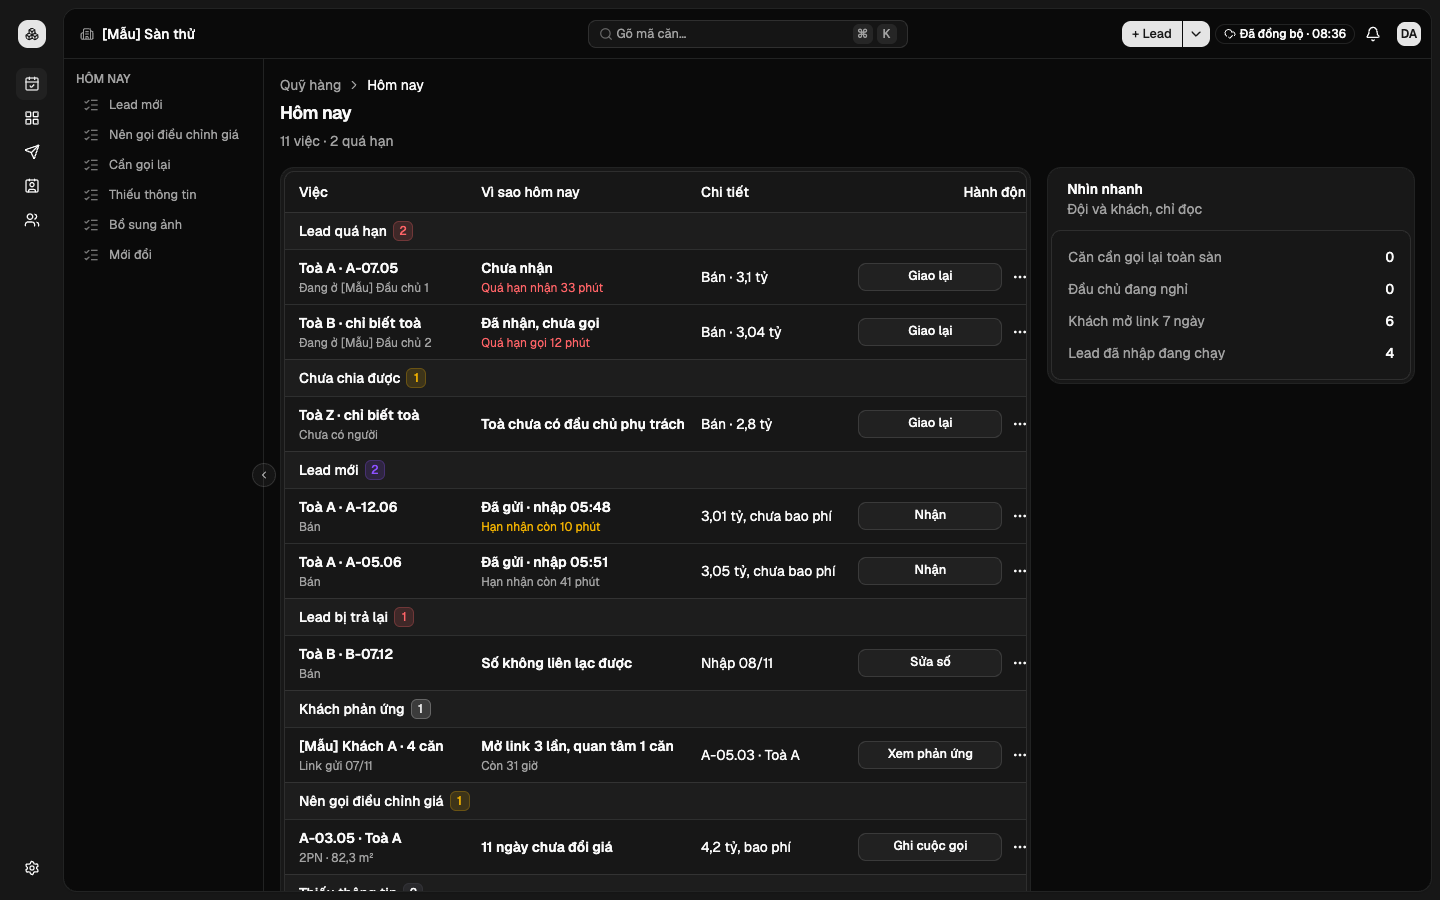 [Mẫu] Sàn thử
Gõ mã căn...
⌘ K
+ Lead
Đã đồng bộ · 08:36
DA
HÔM NAY
Lead mới
Nên gọi điều chỉnh giá
Cần gọi lại
Thiếu thông tin
Bổ sung ảnh
Mới đổi
Quỹ hàng > Hôm nay
Hôm nay
11 việc · 2 quá hạn
Việc Vì sao hôm nay Chi tiết Hành độn
Lead quá hạn 2
Toà A · A-07.05 Chưa nhận Bán · 3,1 tỷ Giao lại
Đang ở [Mẫu] Đầu chủ 1 Quá hạn nhận 33 phút
Toà B · chỉ biết toà Đã nhận, chưa gọi Bán · 3,04 tỷ Giao lại
Đang ở [Mẫu] Đầu chủ 2 Quá hạn gọi 12 phút
Chưa chia được 1
Toà Z · chỉ biết toà Toà chưa có đầu chủ phụ trách Bán · 2,8 tỷ Giao lại
Chưa có người
Lead mới 2
Toà A · A-12.06 Đã gửi · nhập 05:48 3,01 tỷ, chưa bao phí Nhận
Bán Hạn nhận còn 10 phút
Toà A · A-05.06 Đã gửi · nhập 05:51 3,05 tỷ, chưa bao phí Nhận
Bán Hạn nhận còn 41 phút
Lead bị trả lại 1
Toà B · B-07.12 Số không liên lạc được Nhập 08/11 Sửa số
Bán
Khách phản ứng 1
[Mẫu] Khách A · 4 căn Mở link 3 lần, quan tâm 1 căn A-05.03 · Toà A Xem phản ứng
Link gửi 07/11 Còn 31 giờ
Nên gọi điều chỉnh giá 1
A-03.05 · Toà A 11 ngày chưa đổi giá 4,2 tỷ, bao phí Ghi cuộc gọi
2PN · 82,3 m²
Thiếu thông tin
Nhìn nhanh
Đội và khách, chỉ đọc
Căn cần gọi lại toàn sàn 0
Đầu chủ đang nghỉ 0
Khách mở link 7 ngày 6
Lead đã nhập đang chạy 4